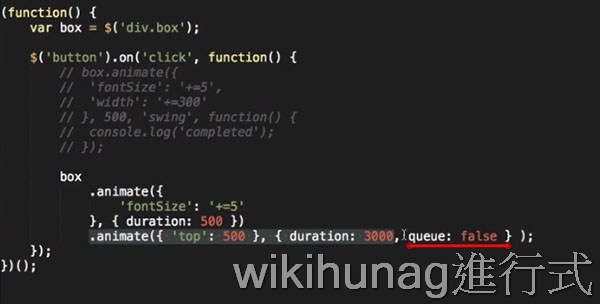 (function() {
var box = $('div.box');
$('button').on('click', function() {
// box.animate({
//  'fontSize': '+=5',
//  'width': '+=300'
// }, 500, 'swing', function() {
//  console.log('completed');
// });
box
.animate({
'fontSize': '+=5'
}, { duration: 500 })
.animate({ 'top': 500 }, { duration: 3000, queue: false } );
});
})();
wikihunag進行式